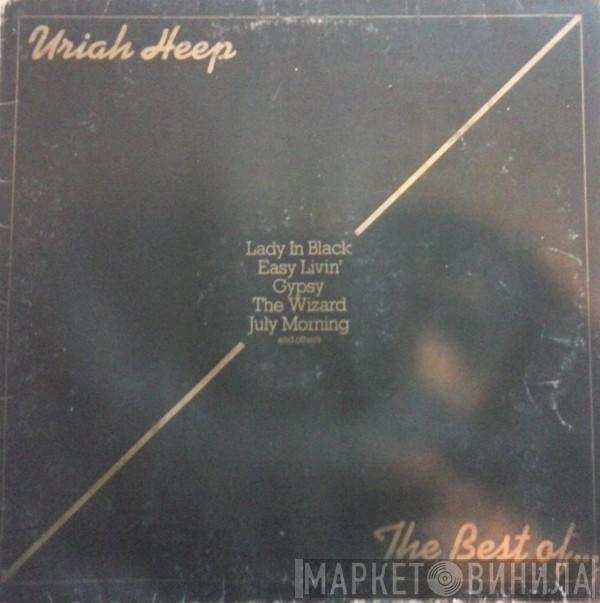 Uriah Heep
Lady In Black
Easy Livin'
Gypsy
The Wizard
July Morning
and others
The Best of...
МАРКЕТ ВИНИЛА